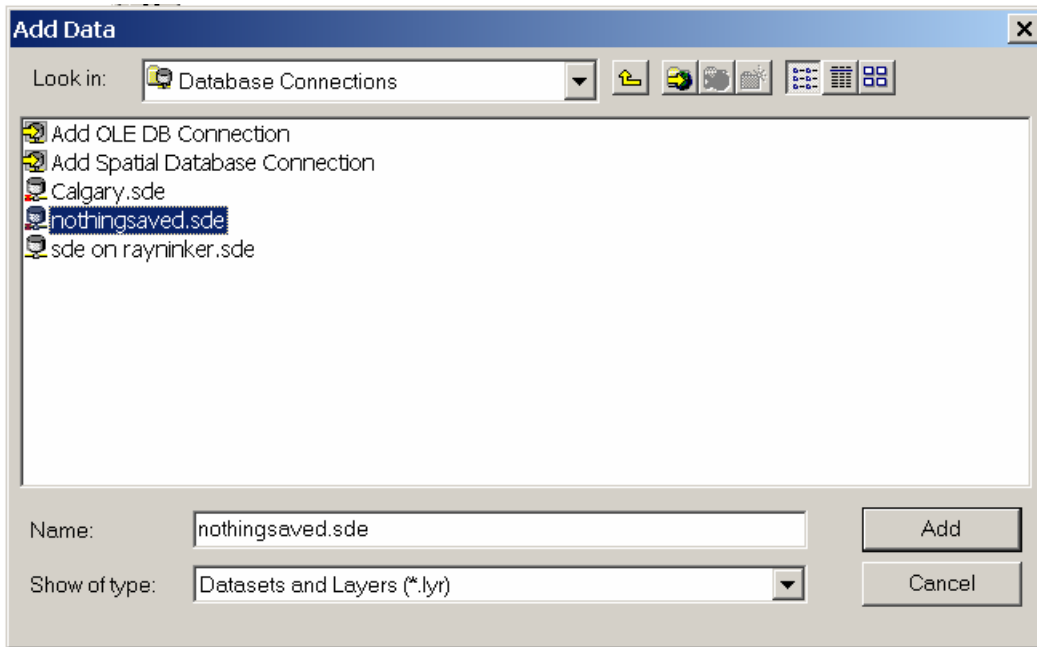 Add Data
Look in: Database Connections
Add OLE DB Connection
Add Spatial Database Connection
Calgary.sde
nothingsaved.sde
sde on rayninker.sde
Name: nothingsaved.sde Add
Show of type: Datasets and Layers (*.lyr) Cancel